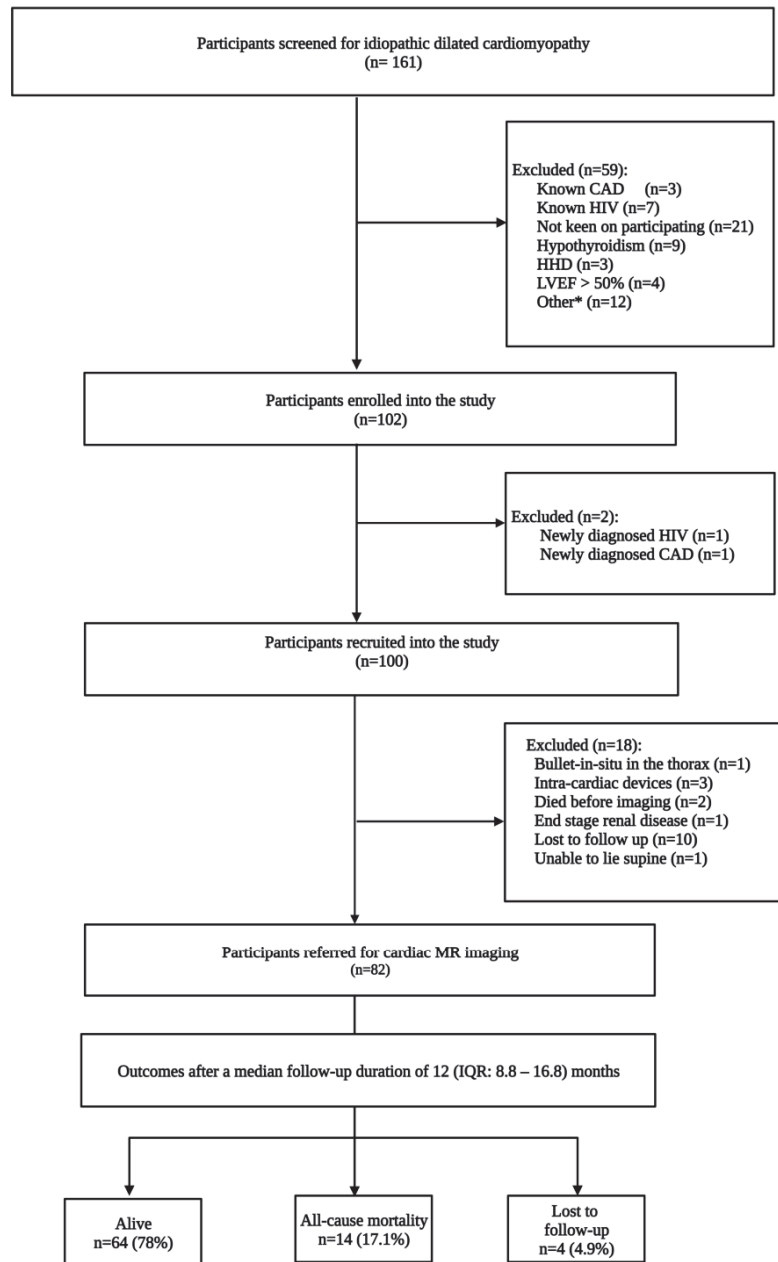 Participants screened for idiopathic dilated cardiomyopathy
(n= 161)
Excluded (n=59):
Known CAD (n=3)
Known HIV (n=7)
Not keen on participating (n=21)
Hypothyroidism (n=9)
HHD (n=3)
LVEF > 50% (n=4)
Other* (n=12)
Participants enrolled into the study
(n=102)
Excluded (n=2):
Newly diagnosed HIV (n=1)
Newly diagnosed CAD (n=1)
Participants recruited into the study
(n=100)
Excluded (n=18):
Bullet-in-situ in the thorax (n=1)
Intra-cardiac devices (n=3)
Died before imaging (n=2)
End stage renal disease (n=1)
Lost to follow up (n=10)
Unable to lie supine (n=1)
Participants referred for cardiac MR imaging
(n=82)
Outcomes after a median follow-up duration of 12 (IQR: 8.8 – 16.8) months
Alive
n=64 (78%)
All-cause mortality
n=14 (17.1%)
Lost to
follow-up
n=4 (4.9%)